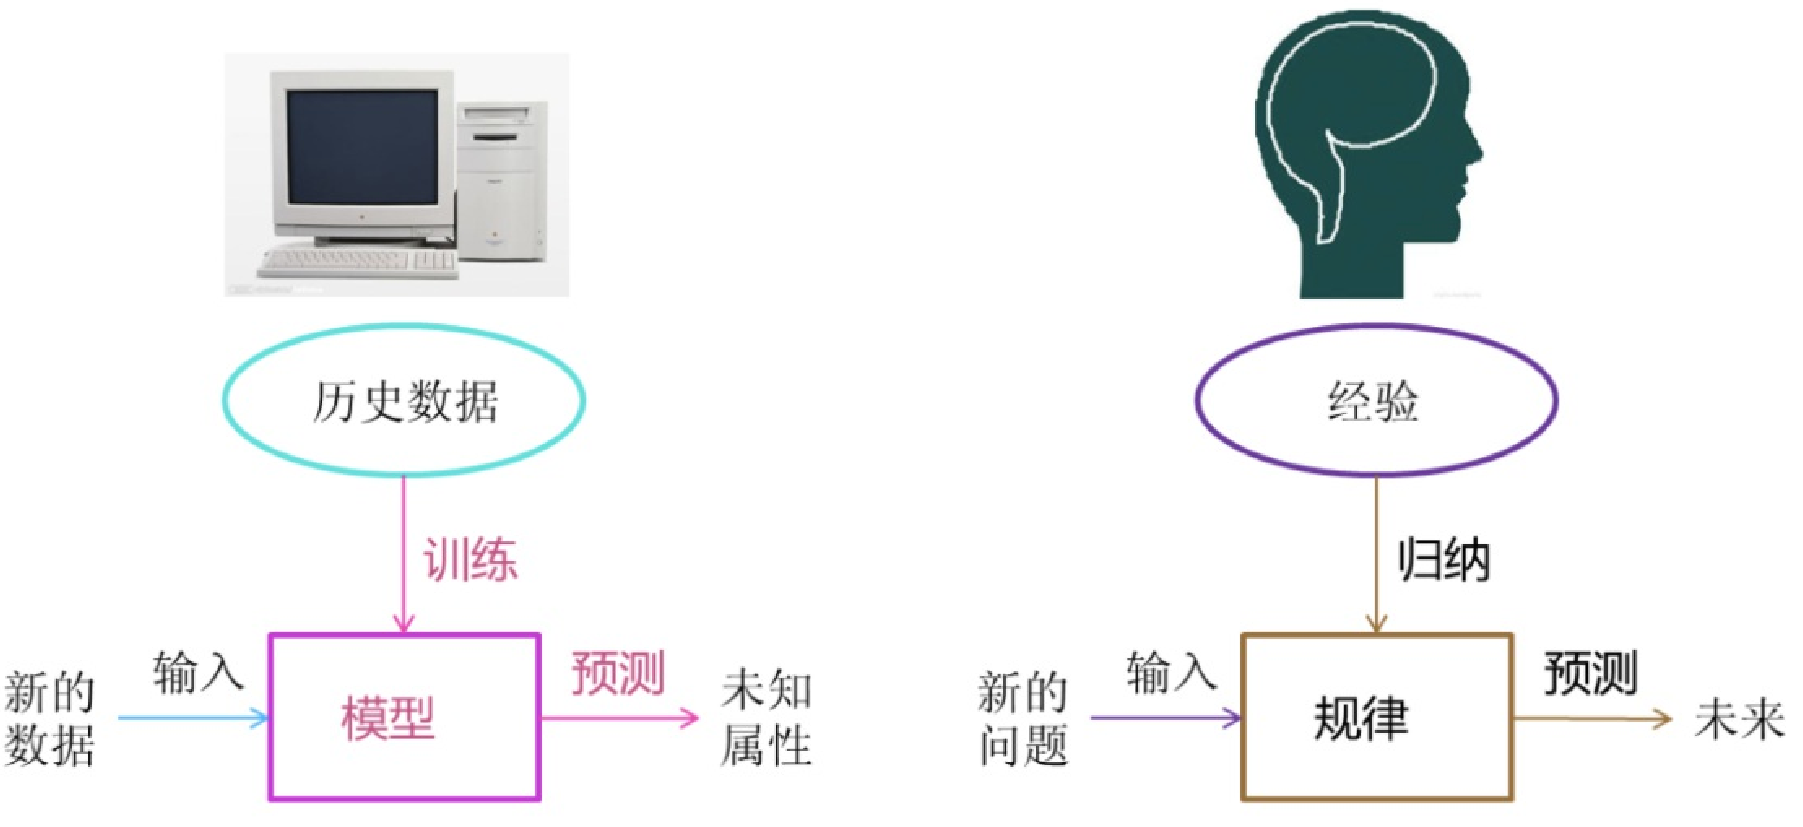 历史数据
训练
输入
新的
数据
模型
预测
未知
属性
经验
归纳
输入
新的
问题
规律
预测
未来